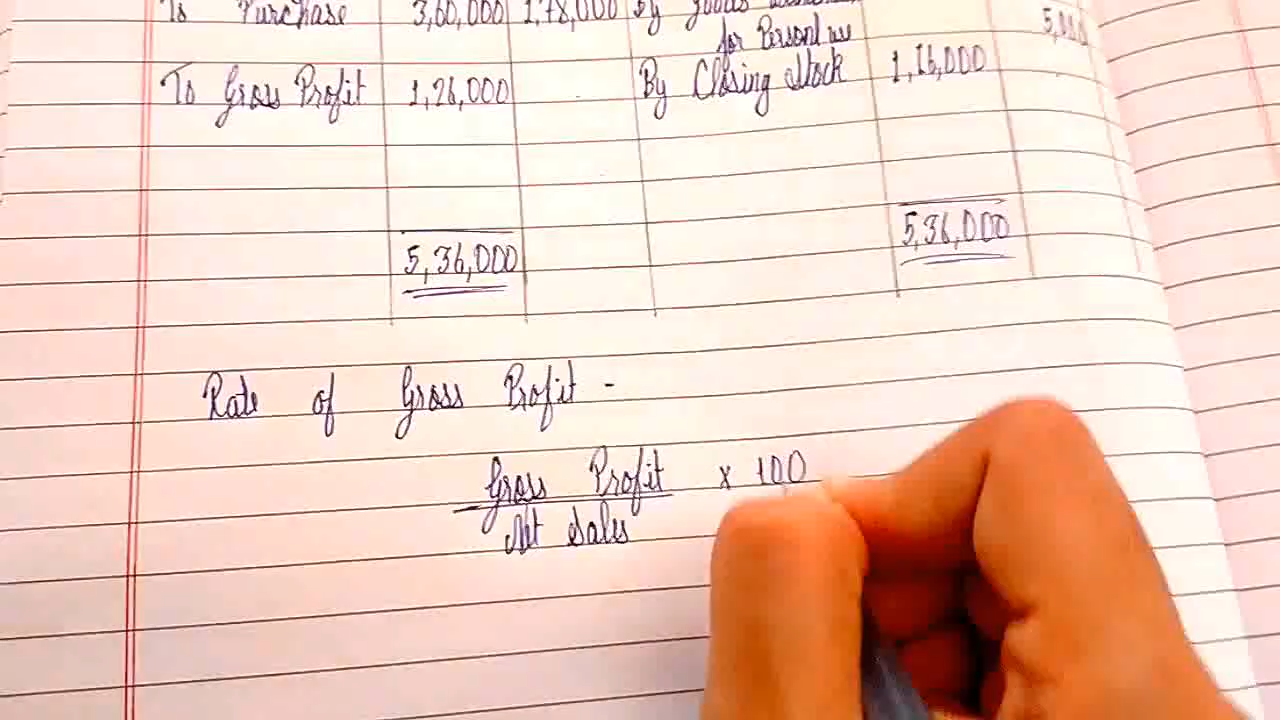 To Purchase 3,60,000 1,78,000 By Goods
for Personl use
To Gross Profit 1,26,000 By Closing Stock 1,16,000
5,36,000 5,36,000
Rate of Gross Profit -
Gross Profit x 100
Net Sales